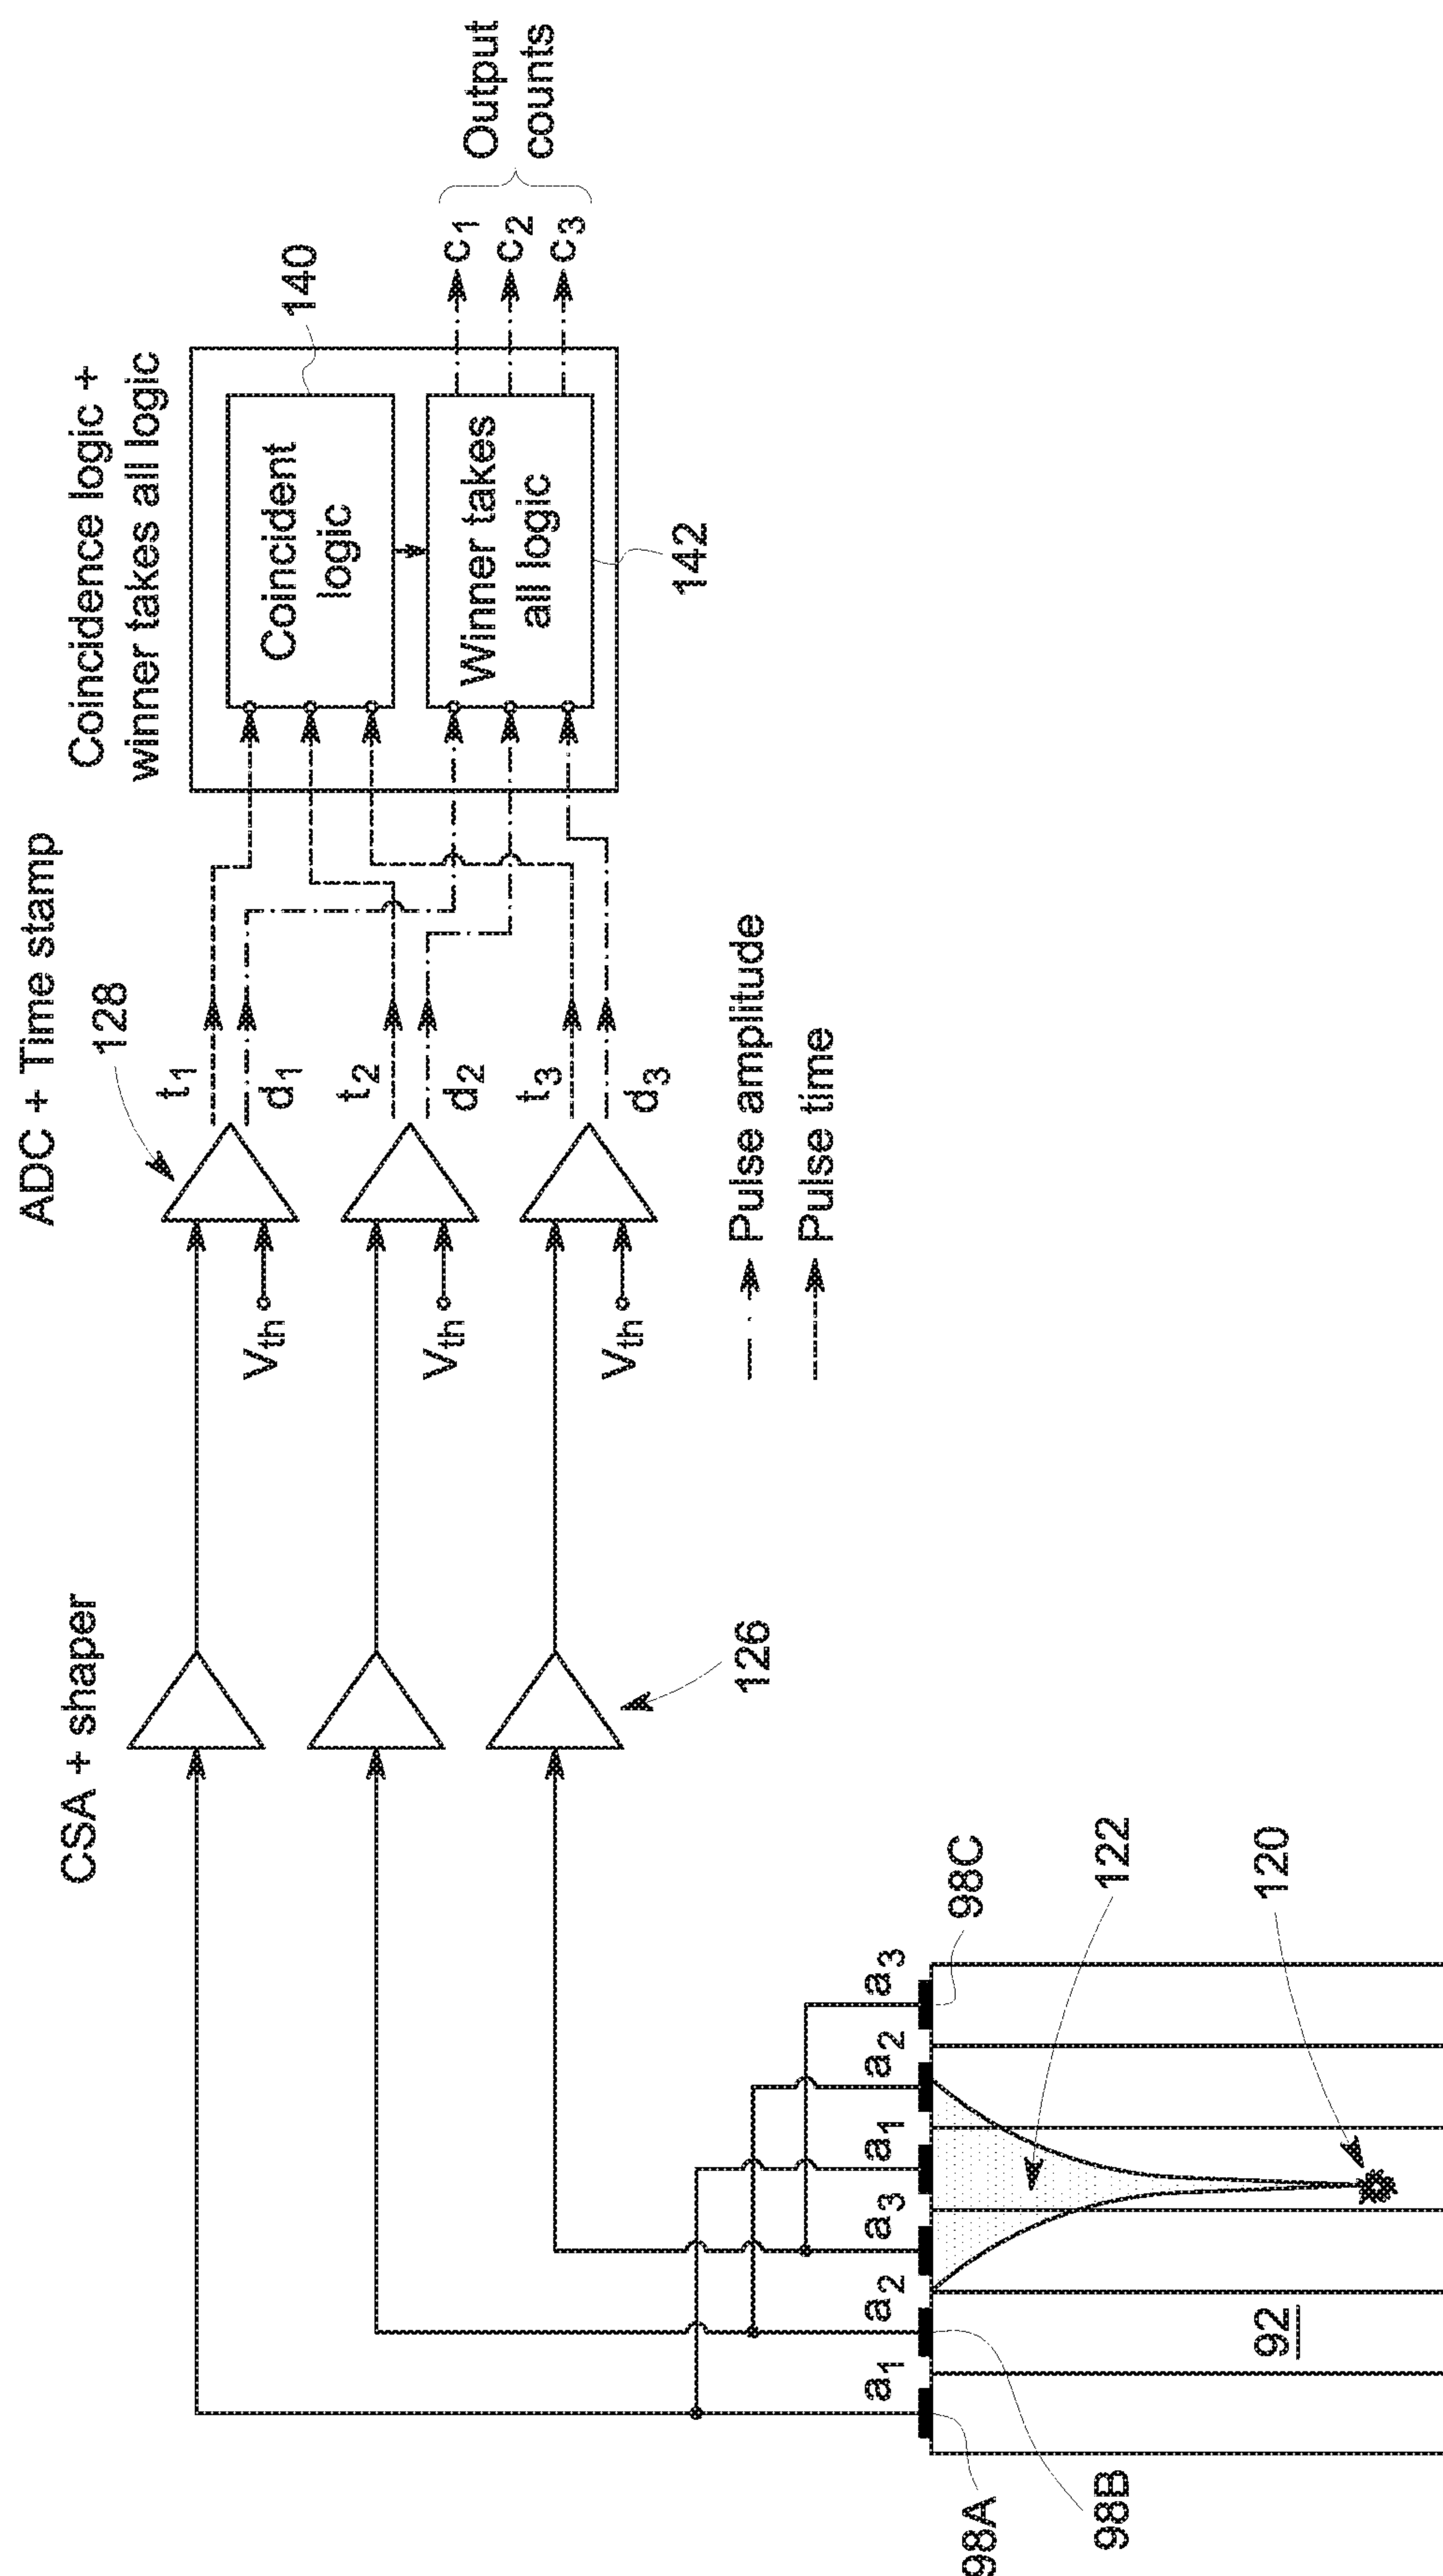 CSA + shaper
ADC + Time stamp
Coincidence logic +
winner takes all logic
128
140
t1
d1
t2
d2
t3
d3
Vth
Vth
Vth
Coincident
logic
Winner takes
all logic
142
c1
c2
c3
Output
counts
126
Pulse amplitude
Pulse time
a1
a2
a3
a1
a2
a3
98A
98B
98C
122
120
92